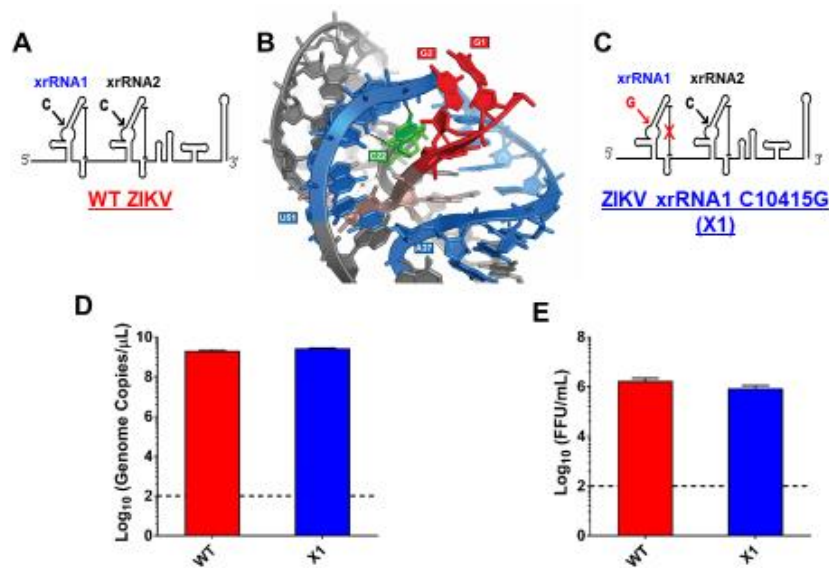 A
xrRNA1 xrRNA2
C C
5' 3'
WT ZIKV
B
G2 G1
U51
A37
C
xrRNA1 xrRNA2
G C
X
5' 3'
ZIKV xrRNA1 C10415G
(X1)
D
Log10 (Genome Copies/μL)
10
8
6
4
2
0
WT X1
E
Log10 (FFU/mL)
8
6
4
2
0
WT X1